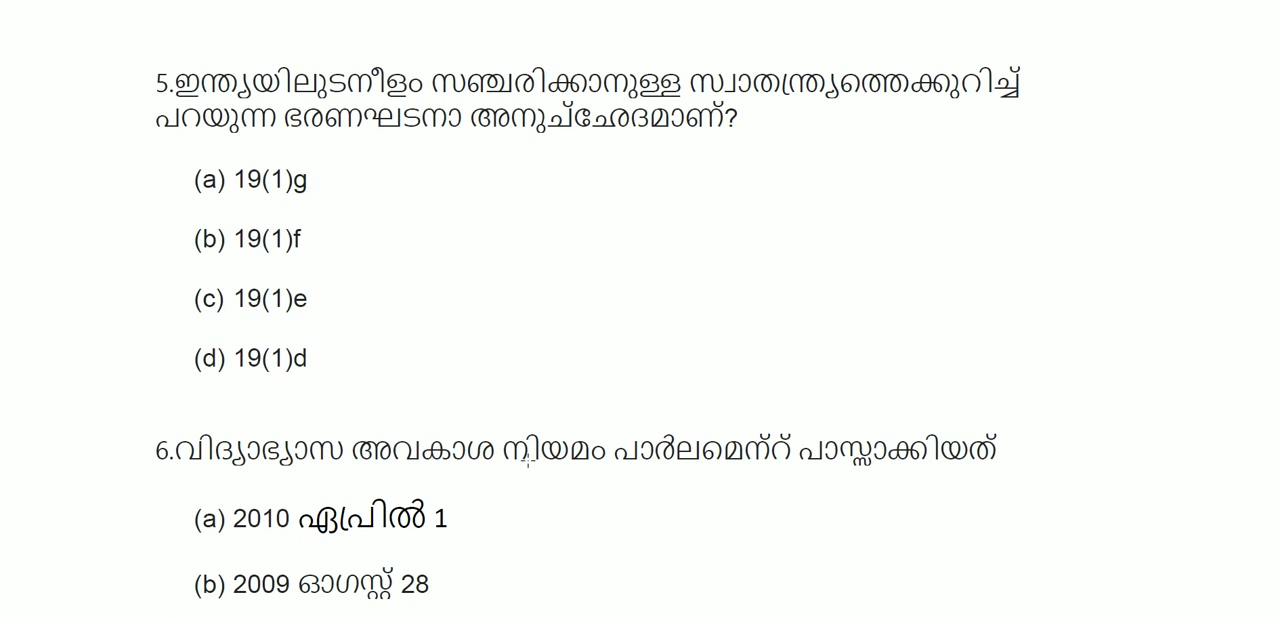 5.ഇന്ത്യയിലുടനീളം സഞ്ചരിക്കാനുള്ള സ്വാതന്ത്ര്യത്തെക്കുറിച്ച്
പറയുന്ന ഭരണഘടനാ അനുച്ഛേദമാണ്?
(a) 19(1)g
(b) 19(1)f
(c) 19(1)e
(d) 19(1)d
6.വിദ്യാഭ്യാസ അവകാശ നിയമം പാർലമെന്റ് പാസ്സാക്കിയത്
(a) 2010 ഏപ്രിൽ 1
(b) 2009 ഓഗസ്റ്റ് 28